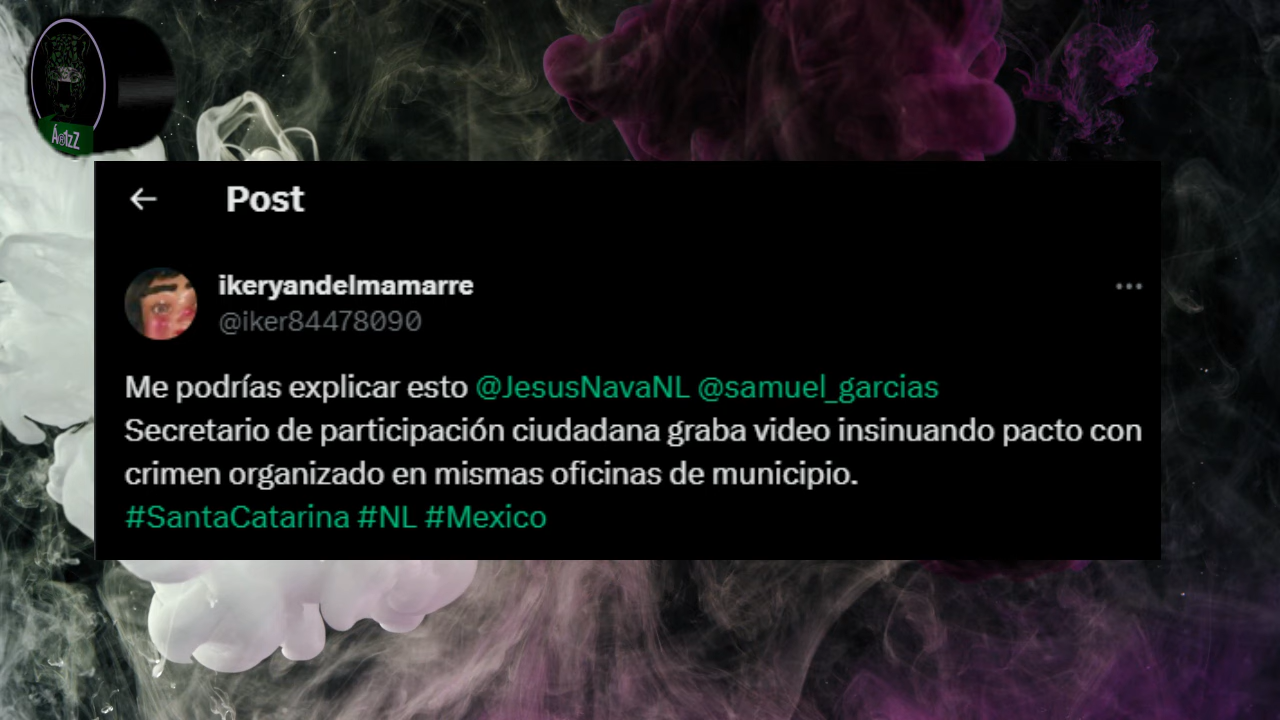 Post
ikeryandelmamarre
@iker84478090
Me podrías explicar esto @JesusNavaNL @samuel_garcias
Secretario de participación ciudadana graba video insinuando pacto con
crimen organizado en mismas oficinas de municipio.
#SantaCatarina #NL #Mexico